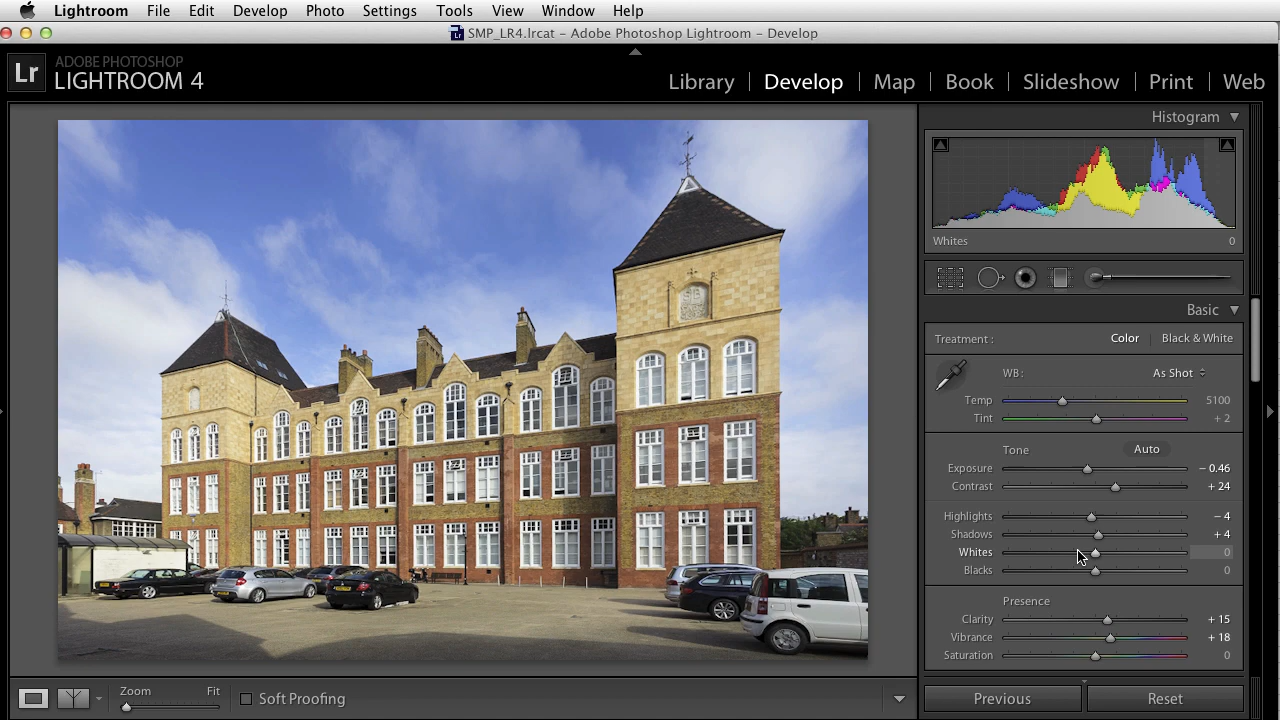 Lightroom File Edit Develop Photo Settings Tools View Window Help
SMP_LR4.lrcat – Adobe Photoshop Lightroom – Develop
Lr
ADOBE PHOTOSHOP
LIGHTROOM 4
Library | Develop | Map | Book | Slideshow | Print | Web
Histogram
Whites 0
Basic
Treatment : Color Black & White
WB: As Shot
Temp 5100
Tint + 2
Tone Auto
Exposure – 0.46
Contrast + 24
Highlights – 4
Shadows + 4
Whites 0
Blacks 0
Presence
Clarity + 15
Vibrance + 18
Saturation 0
Zoom Fit
Soft Proofing
Previous Reset